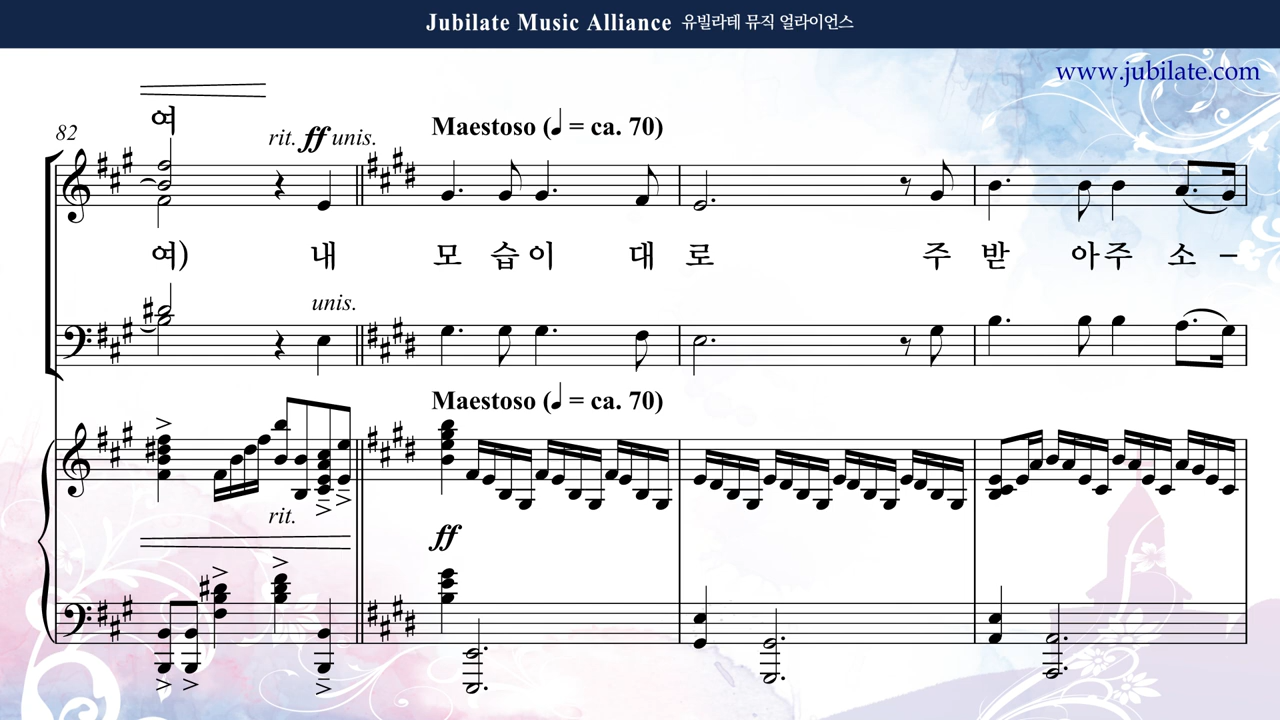 Jubilate Music Alliance 유빌라테 뮤직 얼라이언스
www.jubilate.com
여
82 rit. ff unis. Maestoso (♩ = ca. 70)
여) 내 모 습 이 대 로 주 받 아 주 소 –
unis.
Maestoso (♩ = ca. 70)
rit.
ff